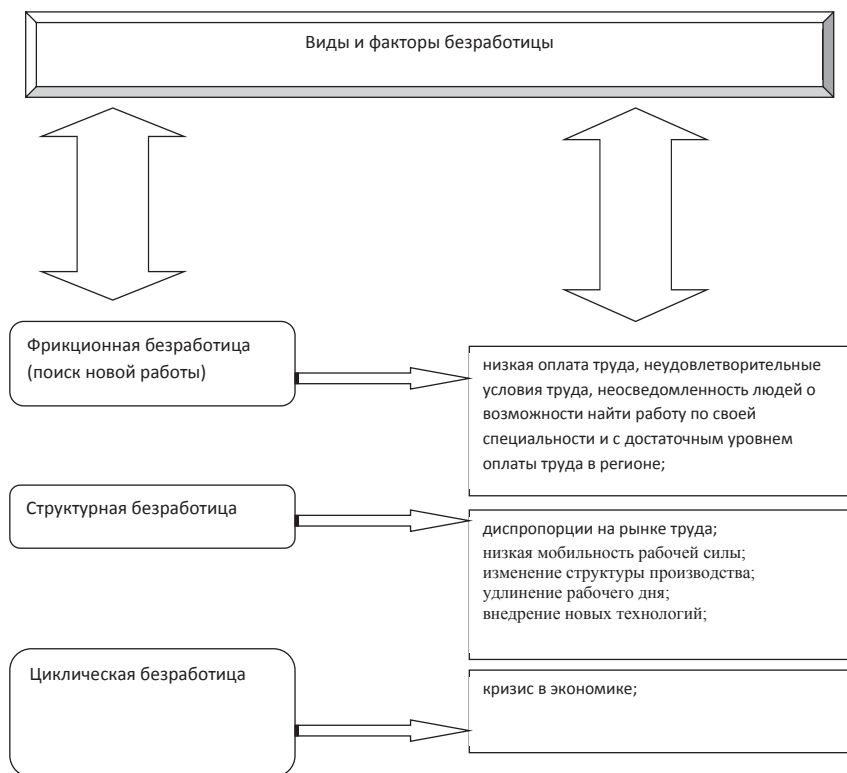 Виды и факторы безработицы
Фрикционная безработица
(поиск новой работы)
низкая оплата труда, неудовлетворительные
условия труда, неосведомленность людей о
возможности найти работу по своей
специальности и с достаточным уровнем
оплаты труда в регионе;
Структурная безработица
диспропорции на рынке труда;
низкая мобильность рабочей силы;
изменение структуры производства;
удлинение рабочего дня;
внедрение новых технологий;
Циклическая безработица
кризис в экономике;